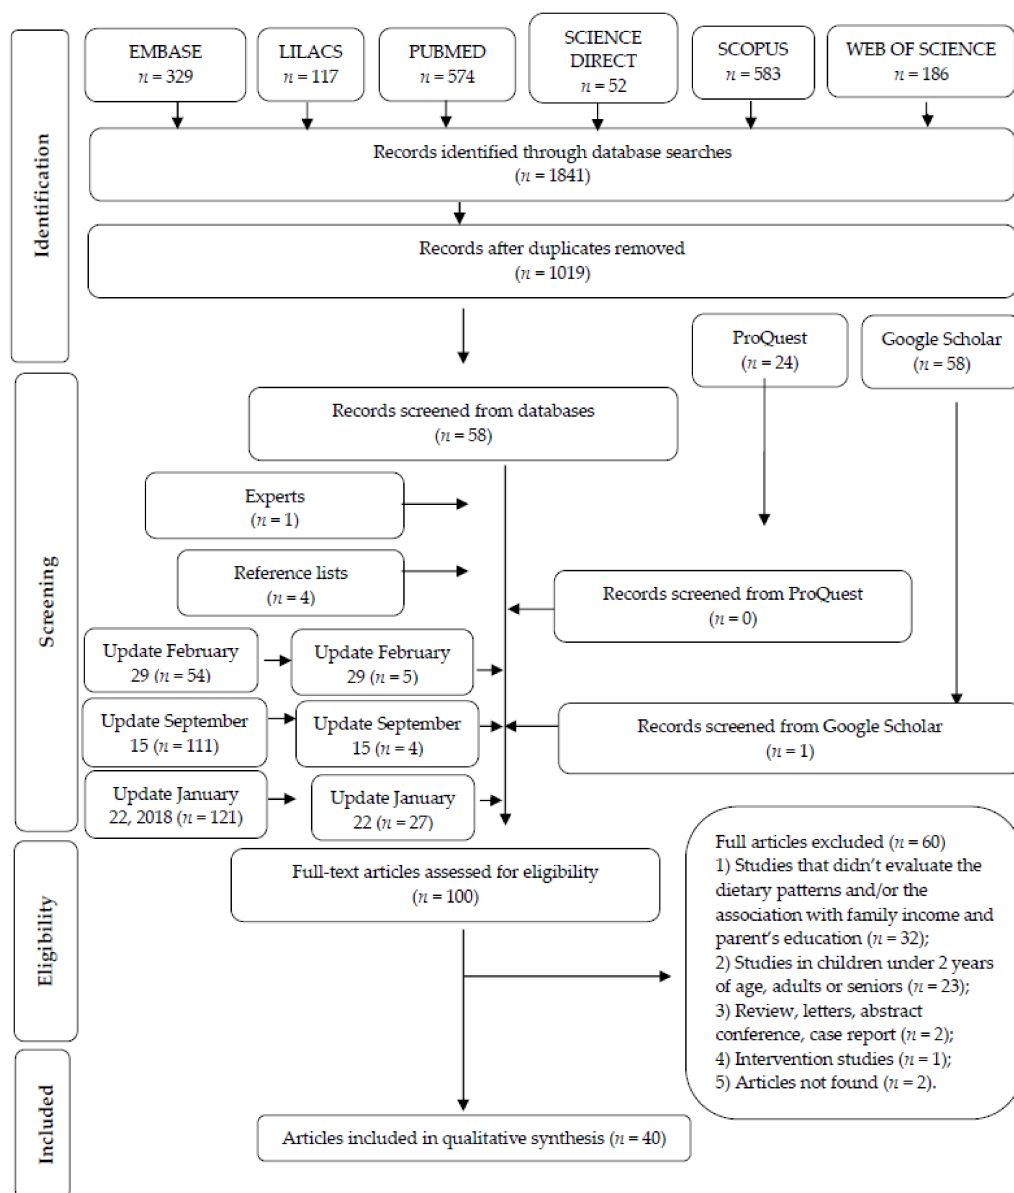 Identification
EMBASE
n = 329
LILACS
n = 117
PUBMED
n = 574
SCIENCE
DIRECT
n = 52
SCOPUS
n = 583
WEB OF SCIENCE
n = 186
Records identified through database searches
(n = 1841)
Records after duplicates removed
(n = 1019)
ProQuest
(n = 24)
Google Scholar
(n = 58)
Screening
Records screened from databases
(n = 58)
Experts
(n = 1)
Reference lists
(n = 4)
Records screened from ProQuest
(n = 0)
Update February
29 (n = 54)
Update February
29 (n = 5)
Update September
15 (n = 111)
Update September
15 (n = 4)
Records screened from Google Scholar
(n = 1)
Update January
22, 2018 (n = 121)
Update January
22 (n = 27)
Eligibility
Full-text articles assessed for eligibility
(n = 100)
Full articles excluded (n = 60)
1) Studies that didn't evaluate the
dietary patterns and/or the
association with family income and
parent's education (n = 32);
2) Studies in children under 2 years
of age, adults or seniors (n = 23);
3) Review, letters, abstract
conference, case report (n = 2);
4) Intervention studies (n = 1);
5) Articles not found (n = 2).
Included
Articles included in qualitative synthesis (n = 40)